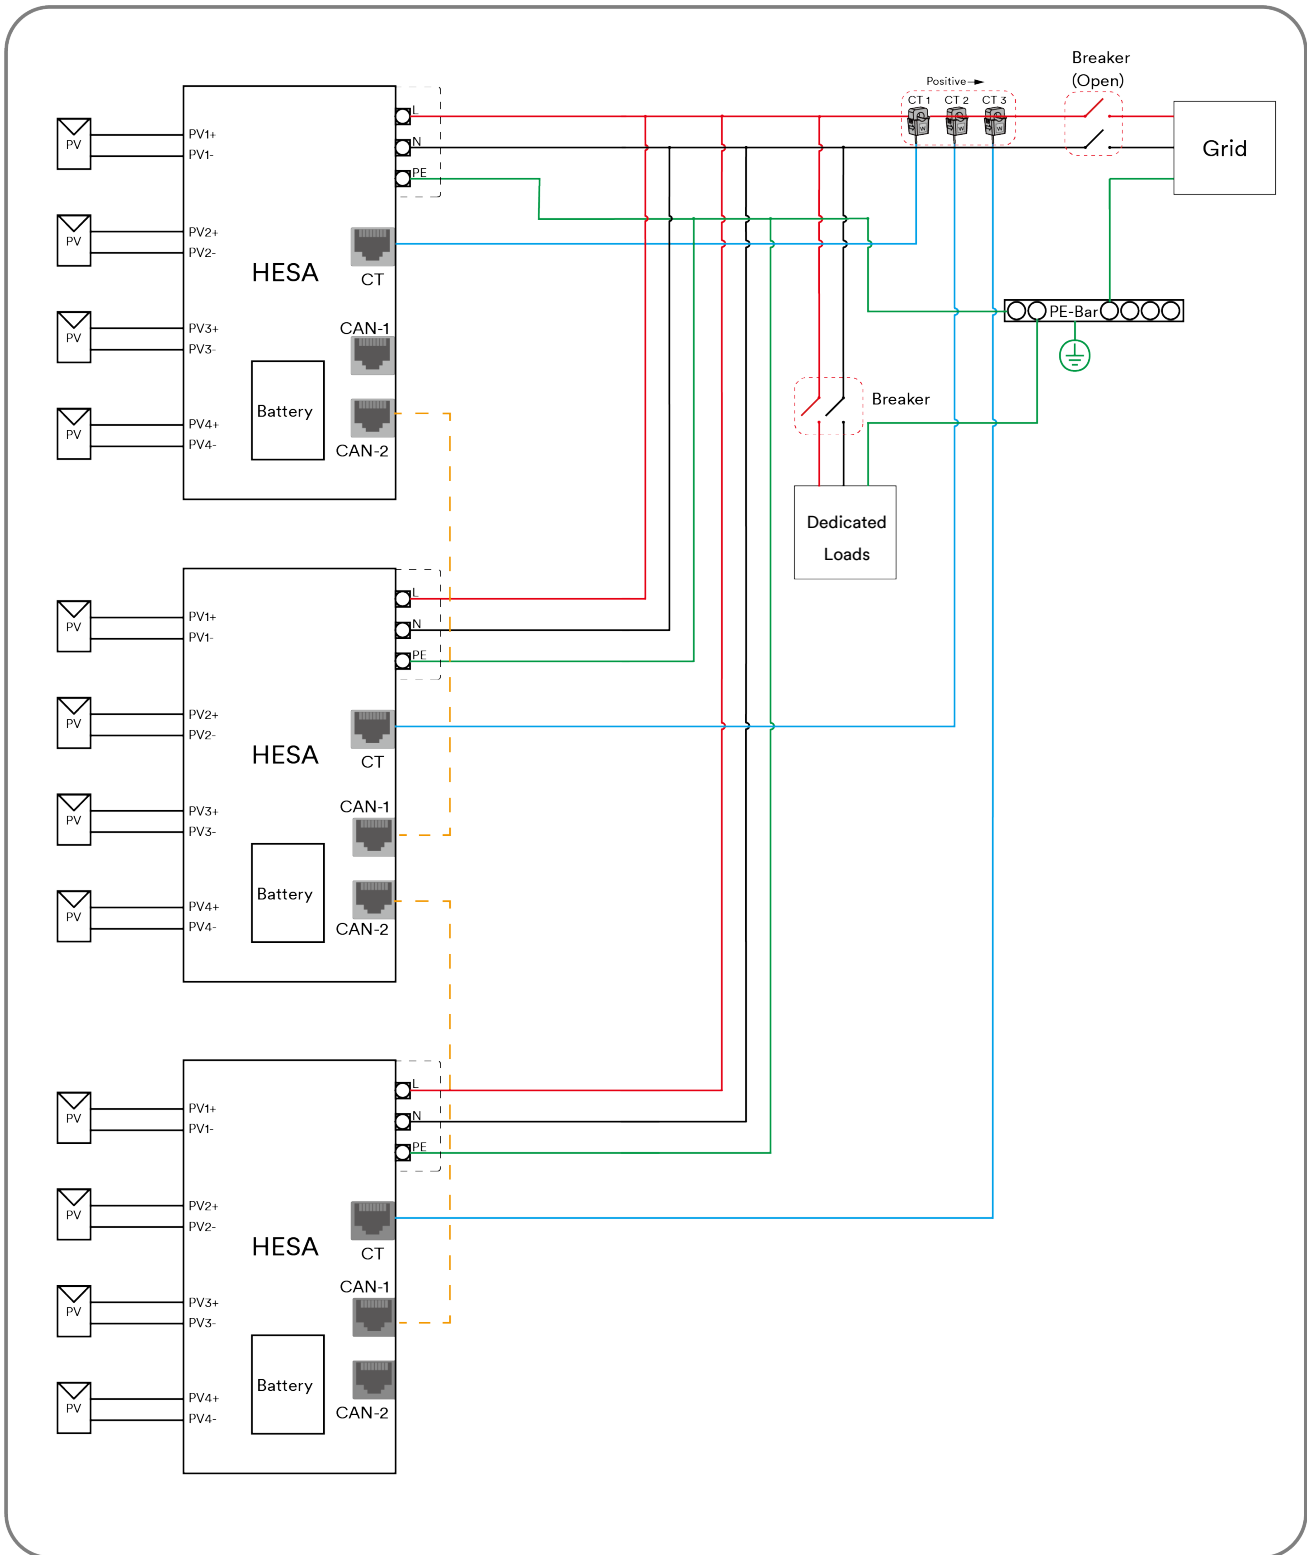 Breaker
(Open)
Positive
CT 1 CT 2 CT 3
Grid
L
N
PE
PV
PV1+
PV1-
PV
PV2+
PV2-
HESA
CT
PV
PV3+
PV3-
CAN-1
PE-Bar
PV
PV4+
PV4-
Battery
CAN-2
Breaker
Dedicated
Loads
L
N
PE
PV
PV1+
PV1-
PV
PV2+
PV2-
HESA
CT
PV
PV3+
PV3-
CAN-1
PV
PV4+
PV4-
Battery
CAN-2
L
N
PE
PV
PV1+
PV1-
PV
PV2+
PV2-
HESA
CT
PV
PV3+
PV3-
CAN-1
PV
PV4+
PV4-
Battery
CAN-2